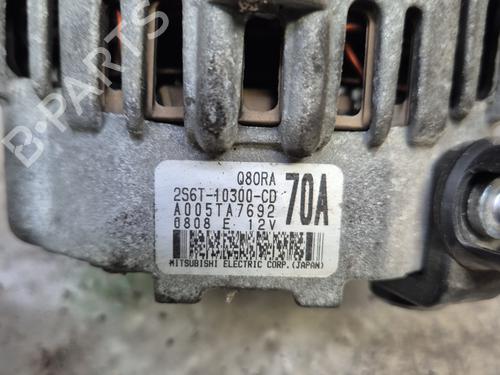 B-PARTS
Q80RA
2S6T-10300-CD
70A
A005TA7692
0808 E 12V
MITSUBISHI ELECTRIC CORP.(JAPAN)